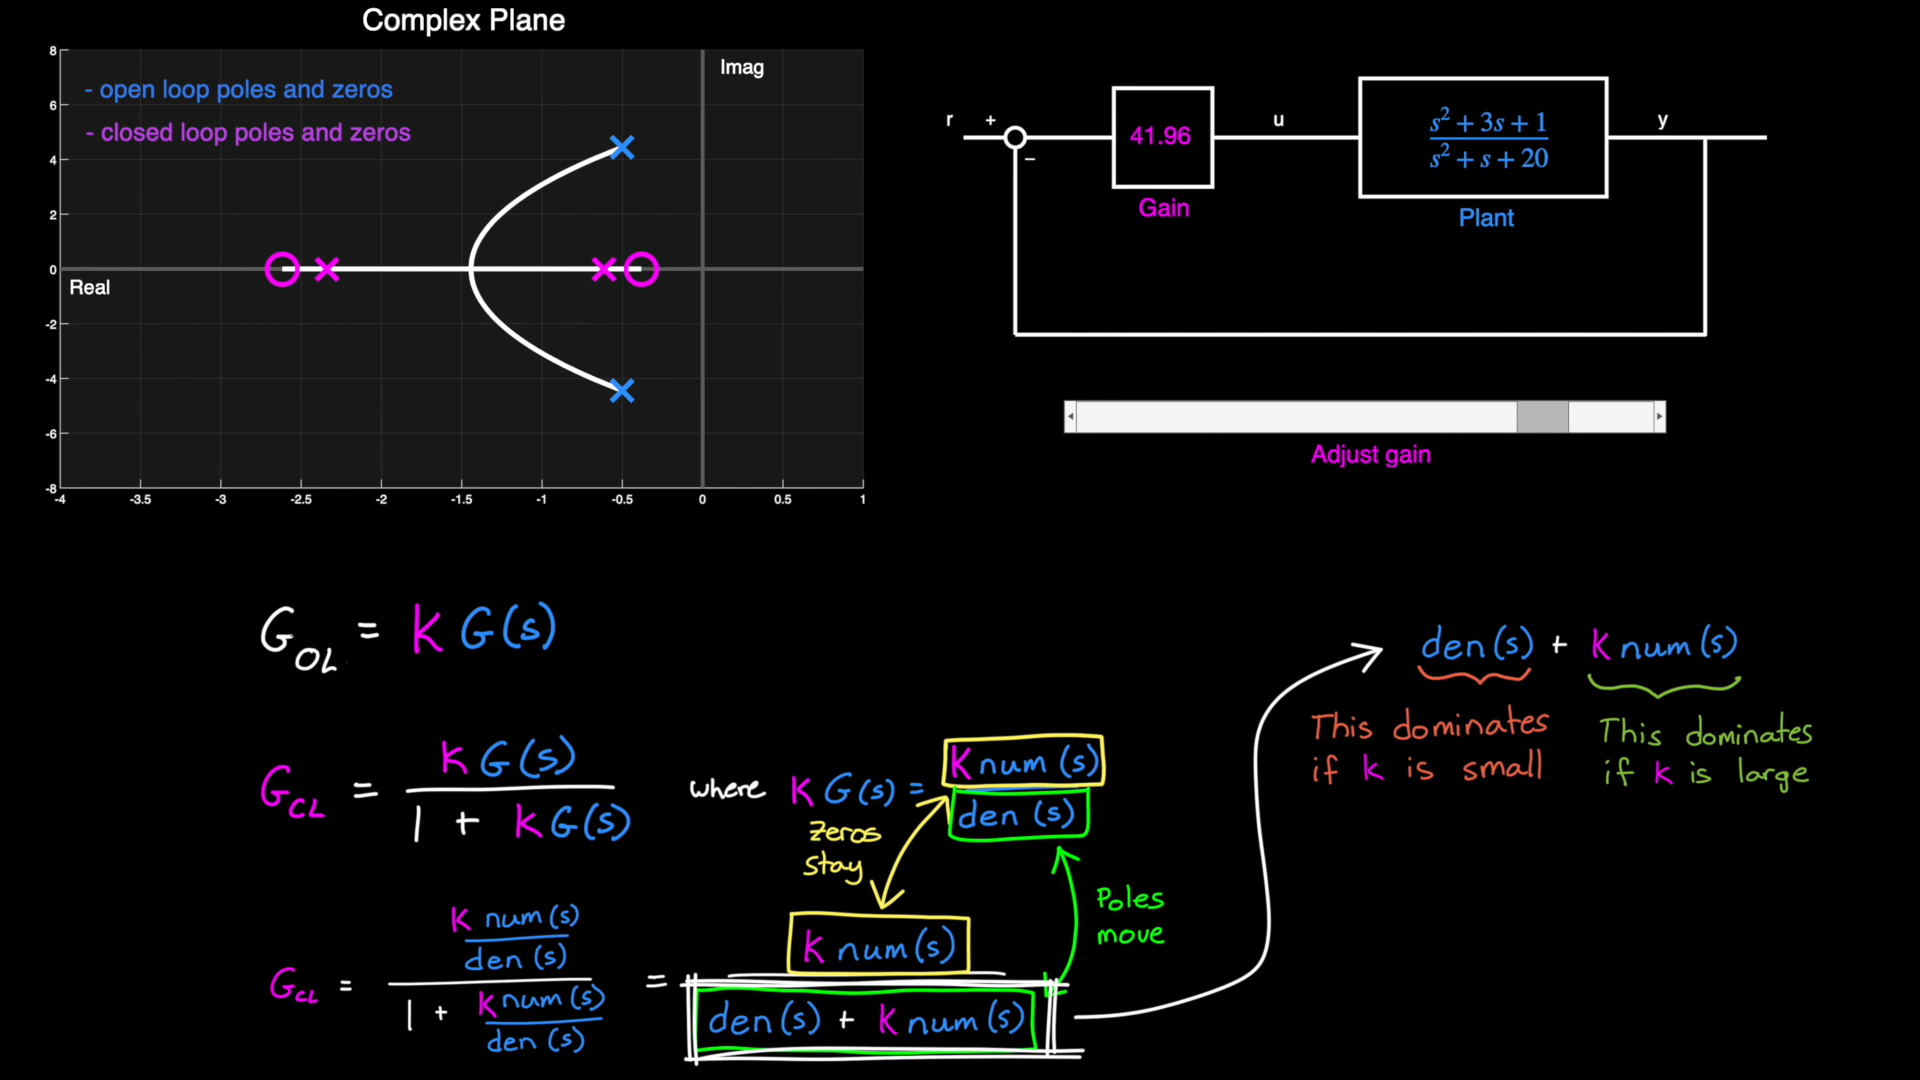 Complex Plane
- open loop poles and zeros
- closed loop poles and zeros
Imag
Real
8
6
4
2
0
-2
-4
-6
-8
-4 -3.5 -3 -2.5 -2 -1.5 -1 -0.5 0 0.5 1
r + − 41.96 u s² + 3s + 1 y
s² + s + 20
Gain
Plant
Adjust gain
G_OL = K G(s)
G_CL = K G(s)
1 + K G(s)
where K G(s) = K num(s)
den(s)
zeros
stay
Poles
move
G_CL = K num(s)
den(s)
1 + K num(s)
den(s)
= K num(s)
den(s) + K num(s)
den(s) + K num(s)
This dominates
if K is small
This dominates
if K is large